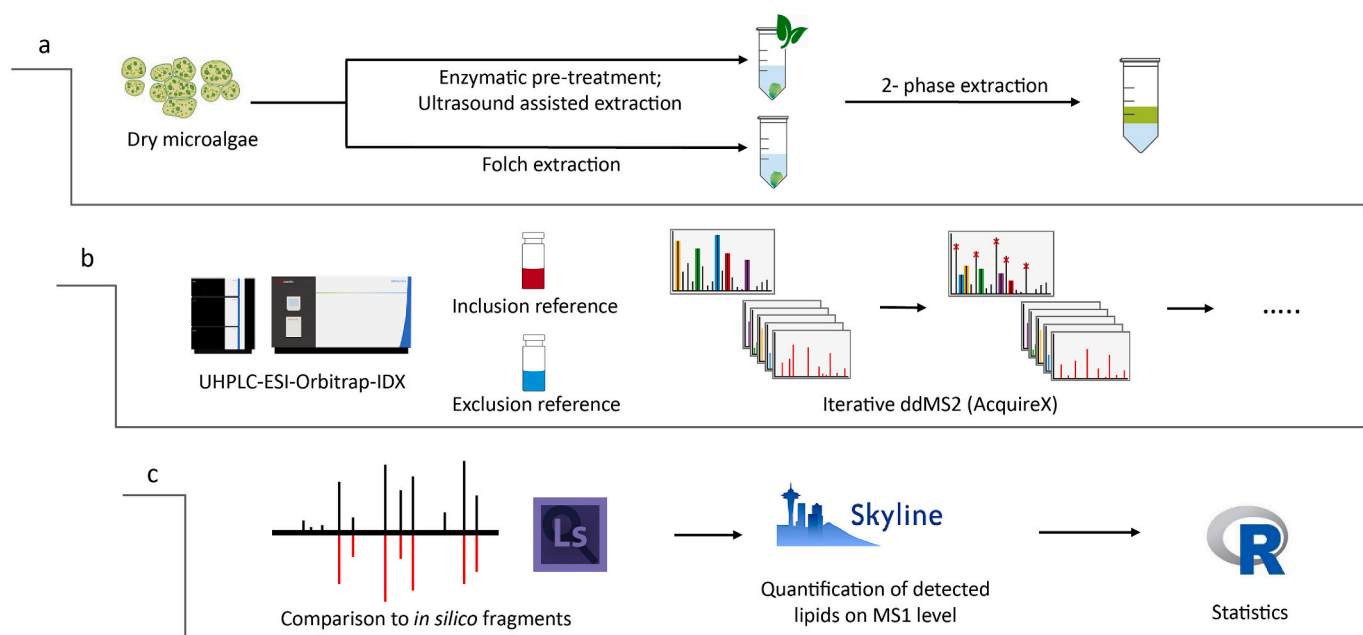 a
Enzymatic pre-treatment;
Ultrasound assisted extraction
2- phase extraction
Dry microalgae
Folch extraction
b
Inclusion reference
UHPLC-ESI-Orbitrap-IDX
Exclusion reference
Iterative ddMS2 (AcquireX)
.....
c
Ls
Skyline
R
Comparison to in silico fragments
Quantification of detected
lipids on MS1 level
Statistics